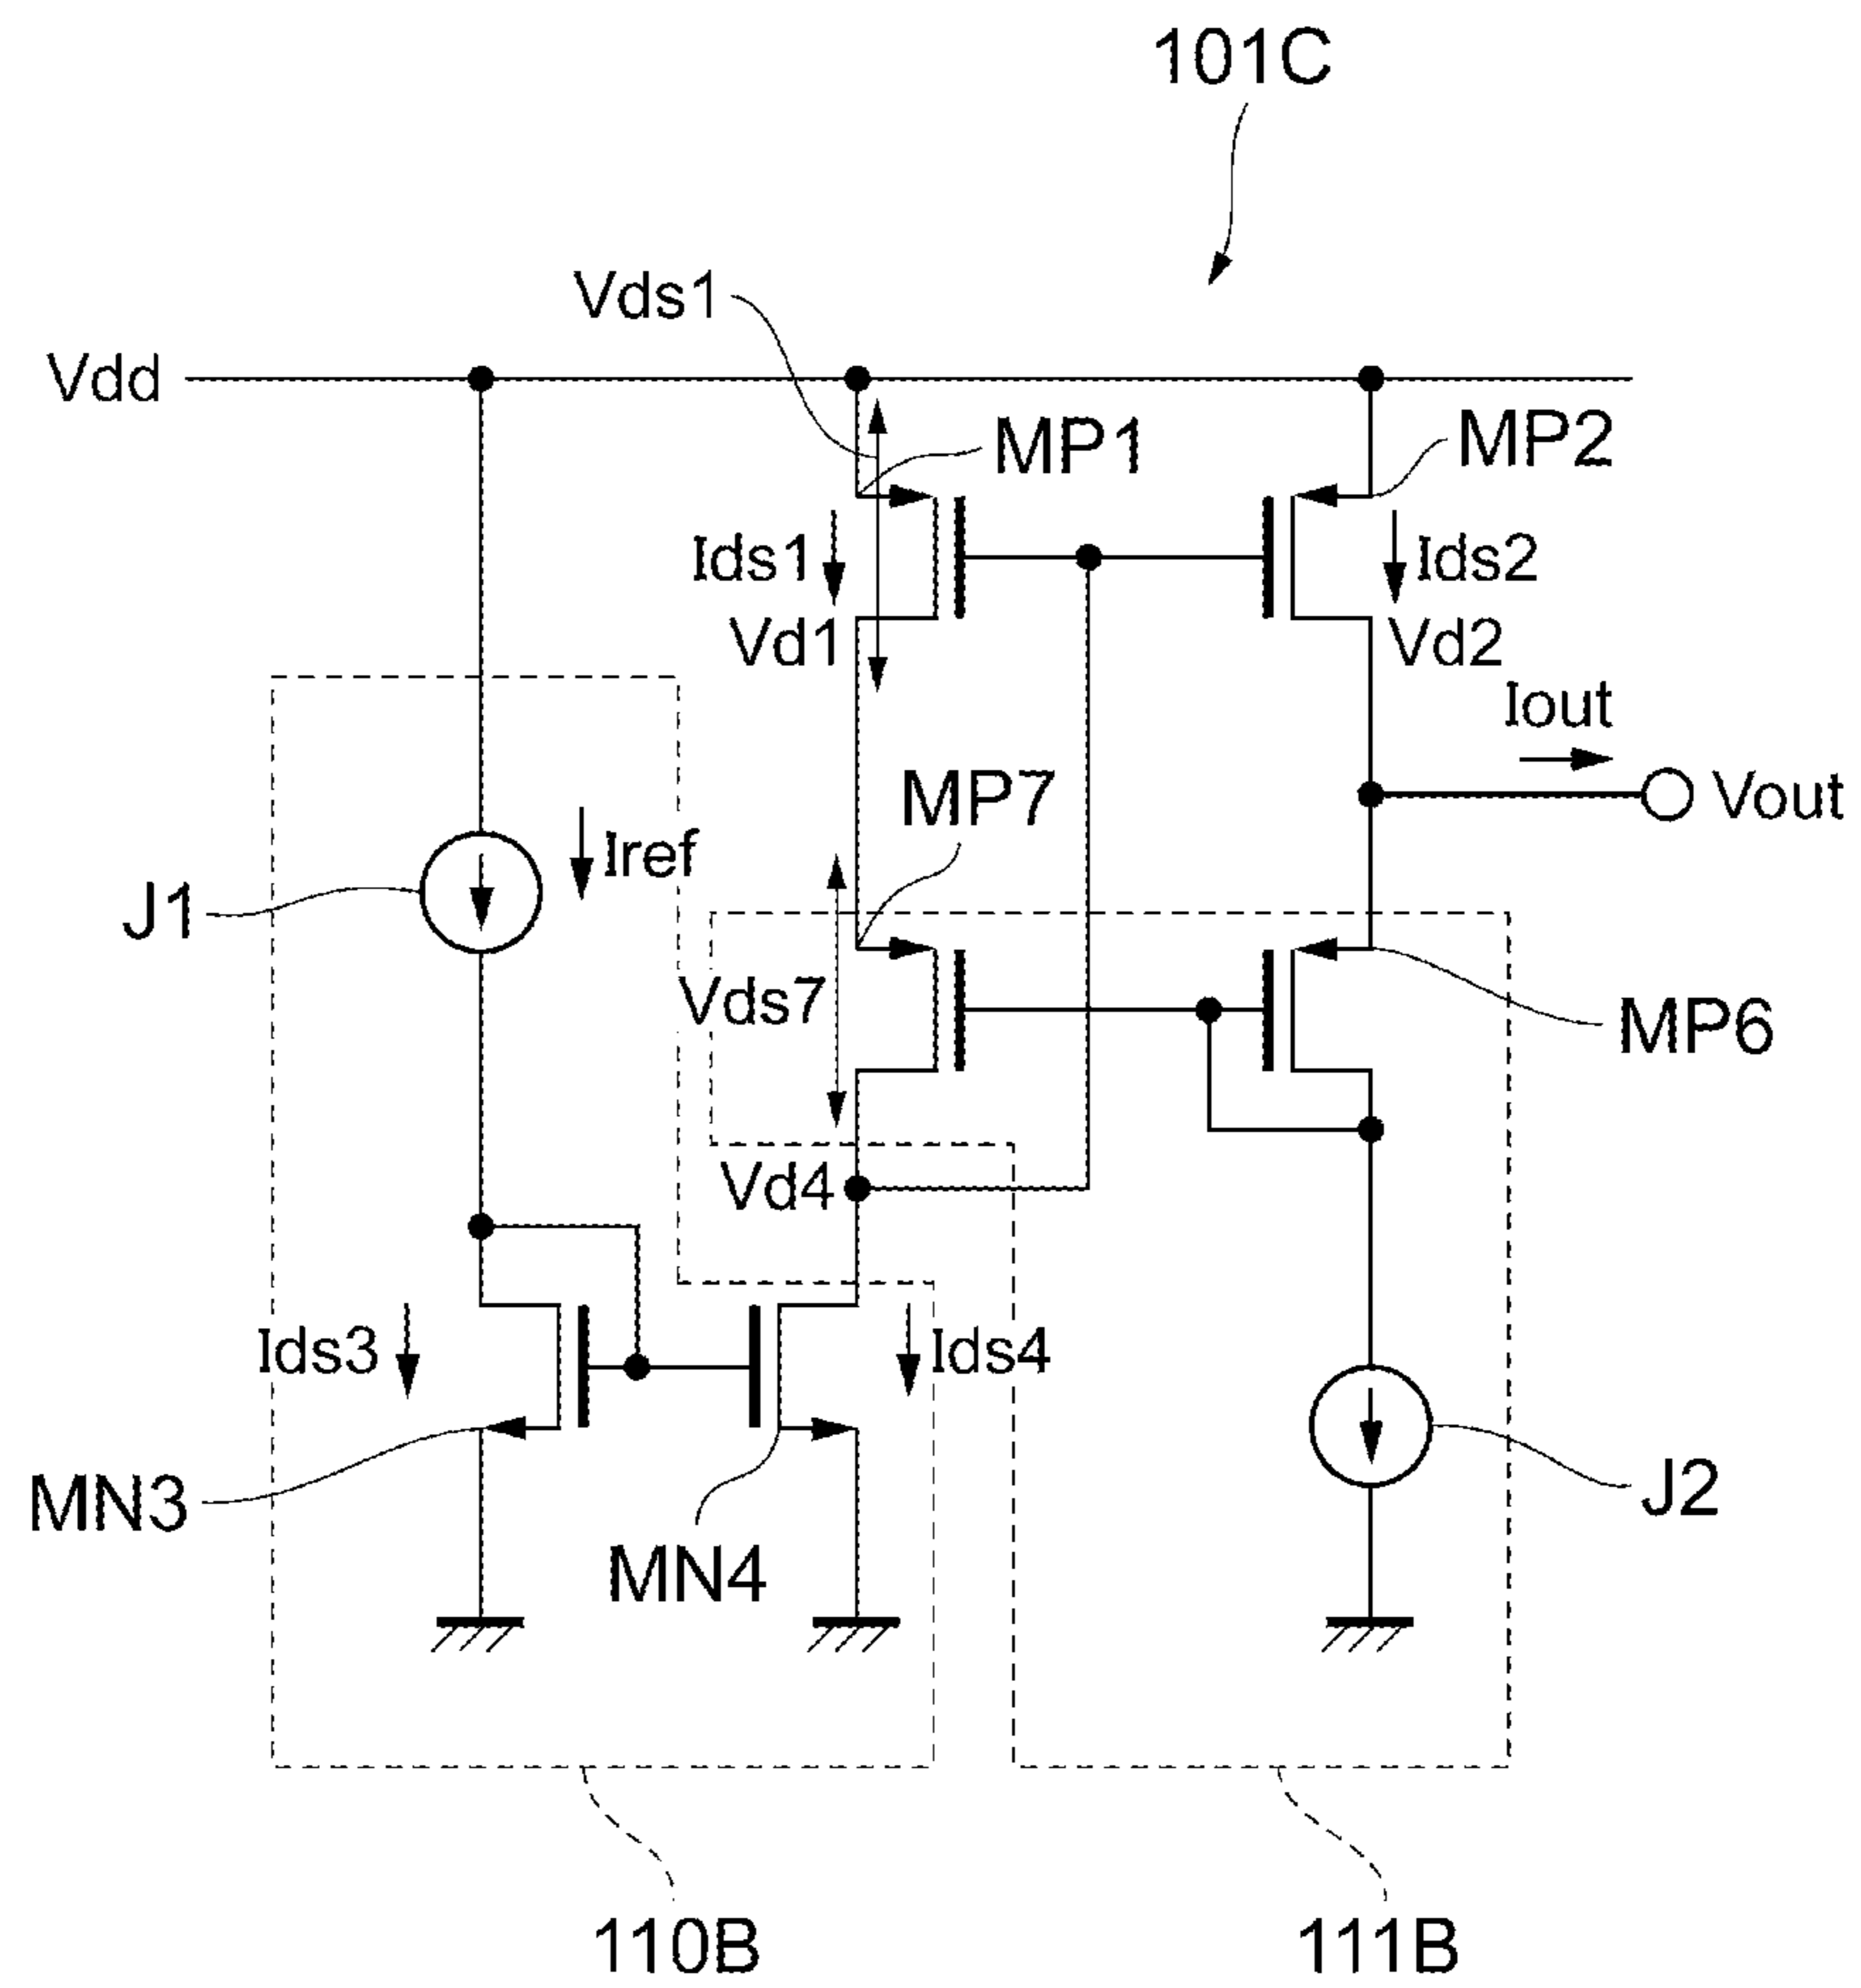 101C
Vds1
Vdd
MP1
MP2
Ids1
Ids2
Vd1
Vd2
Iout
MP7
Vout
Iref
J1
Vds7
MP6
Vd4
Ids3
Ids4
MN3
J2
MN4
110B
111B